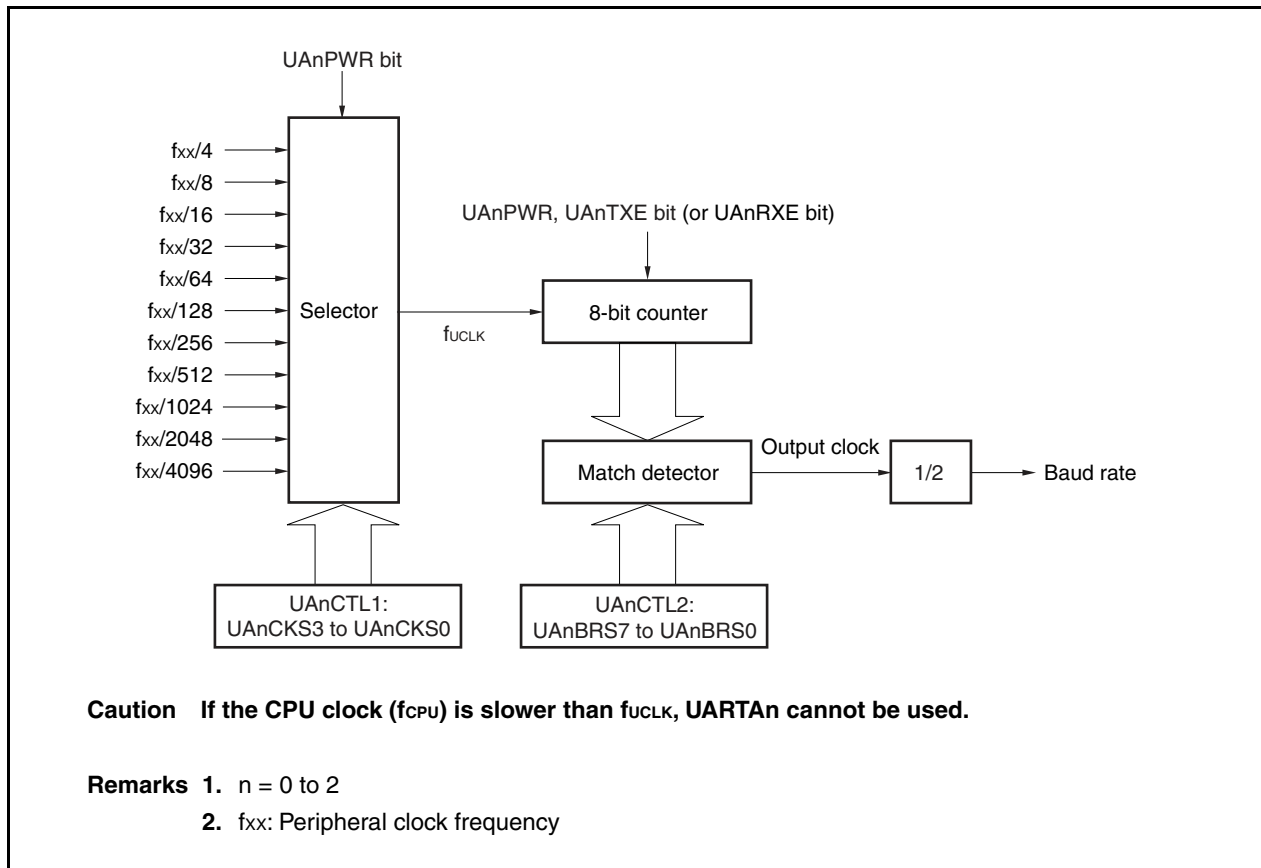 UAnPWR bit
fxx/4
fxx/8
fxx/16
fxx/32
fxx/64
fxx/128
fxx/256
fxx/512
fxx/1024
fxx/2048
fxx/4096
Selector
fUCLK
UAnPWR, UAnTXE bit (or UAnRXE bit)
8-bit counter
Match detector
Output clock
1/2
Baud rate
UAnCTL1:
UAnCKS3 to UAnCKS0
UAnCTL2:
UAnBRS7 to UAnBRS0
Caution If the CPU clock (fCPU) is slower than fUCLK, UARTAn cannot be used.
Remarks 1. n = 0 to 2
2. fxx: Peripheral clock frequency